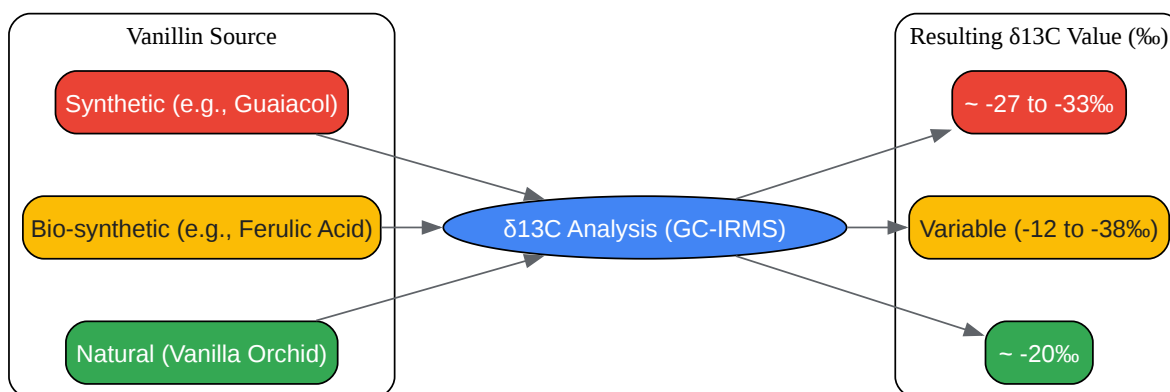 Vanillin Source
Resulting δ13C Value (‰)
Synthetic (e.g., Guaiacol)
~ -27 to -33‰
Bio-synthetic (e.g., Ferulic Acid)
δ13C Analysis (GC-IRMS)
Variable (-12 to -38‰)
Natural (Vanilla Orchid)
~ -20‰